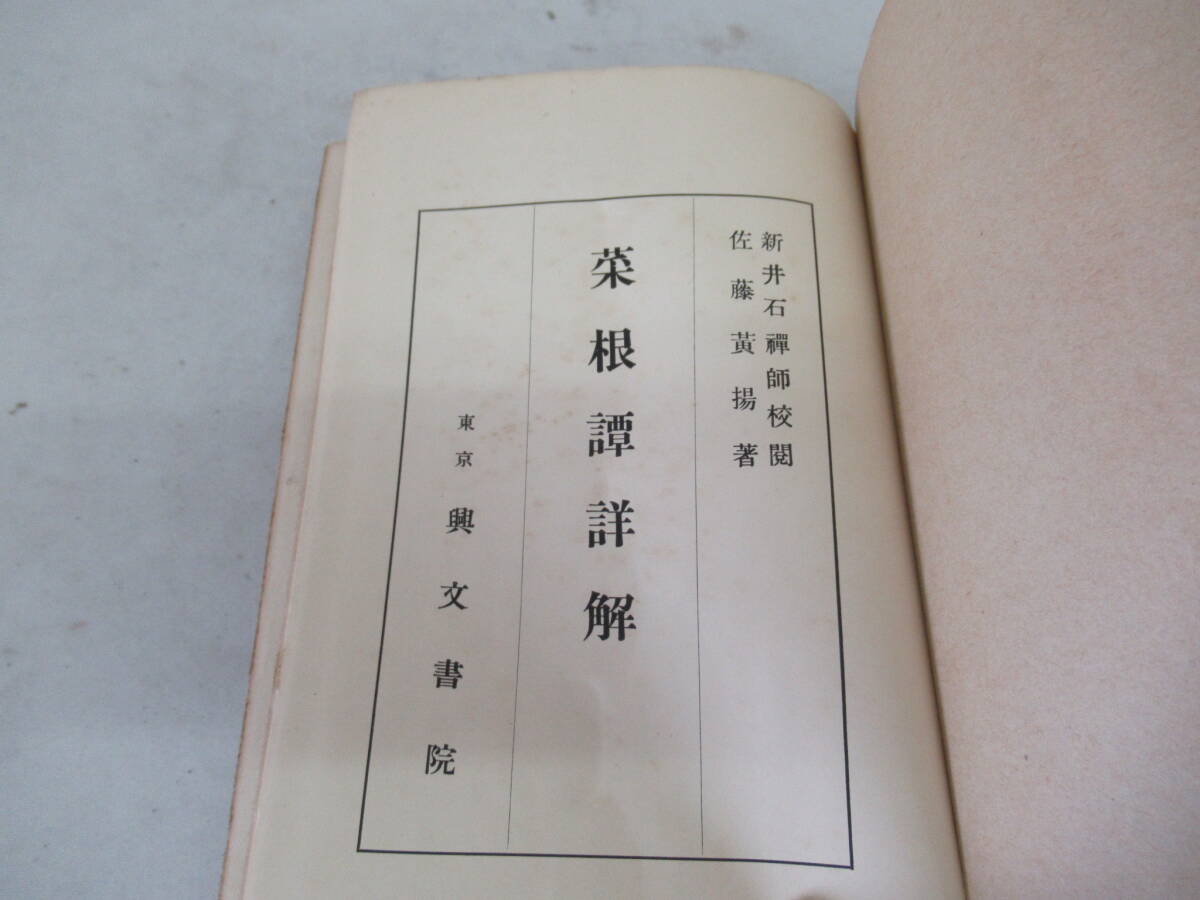 新井石禪師校閲
佐藤黃揚著
菜根譚詳解
東京 興文書院